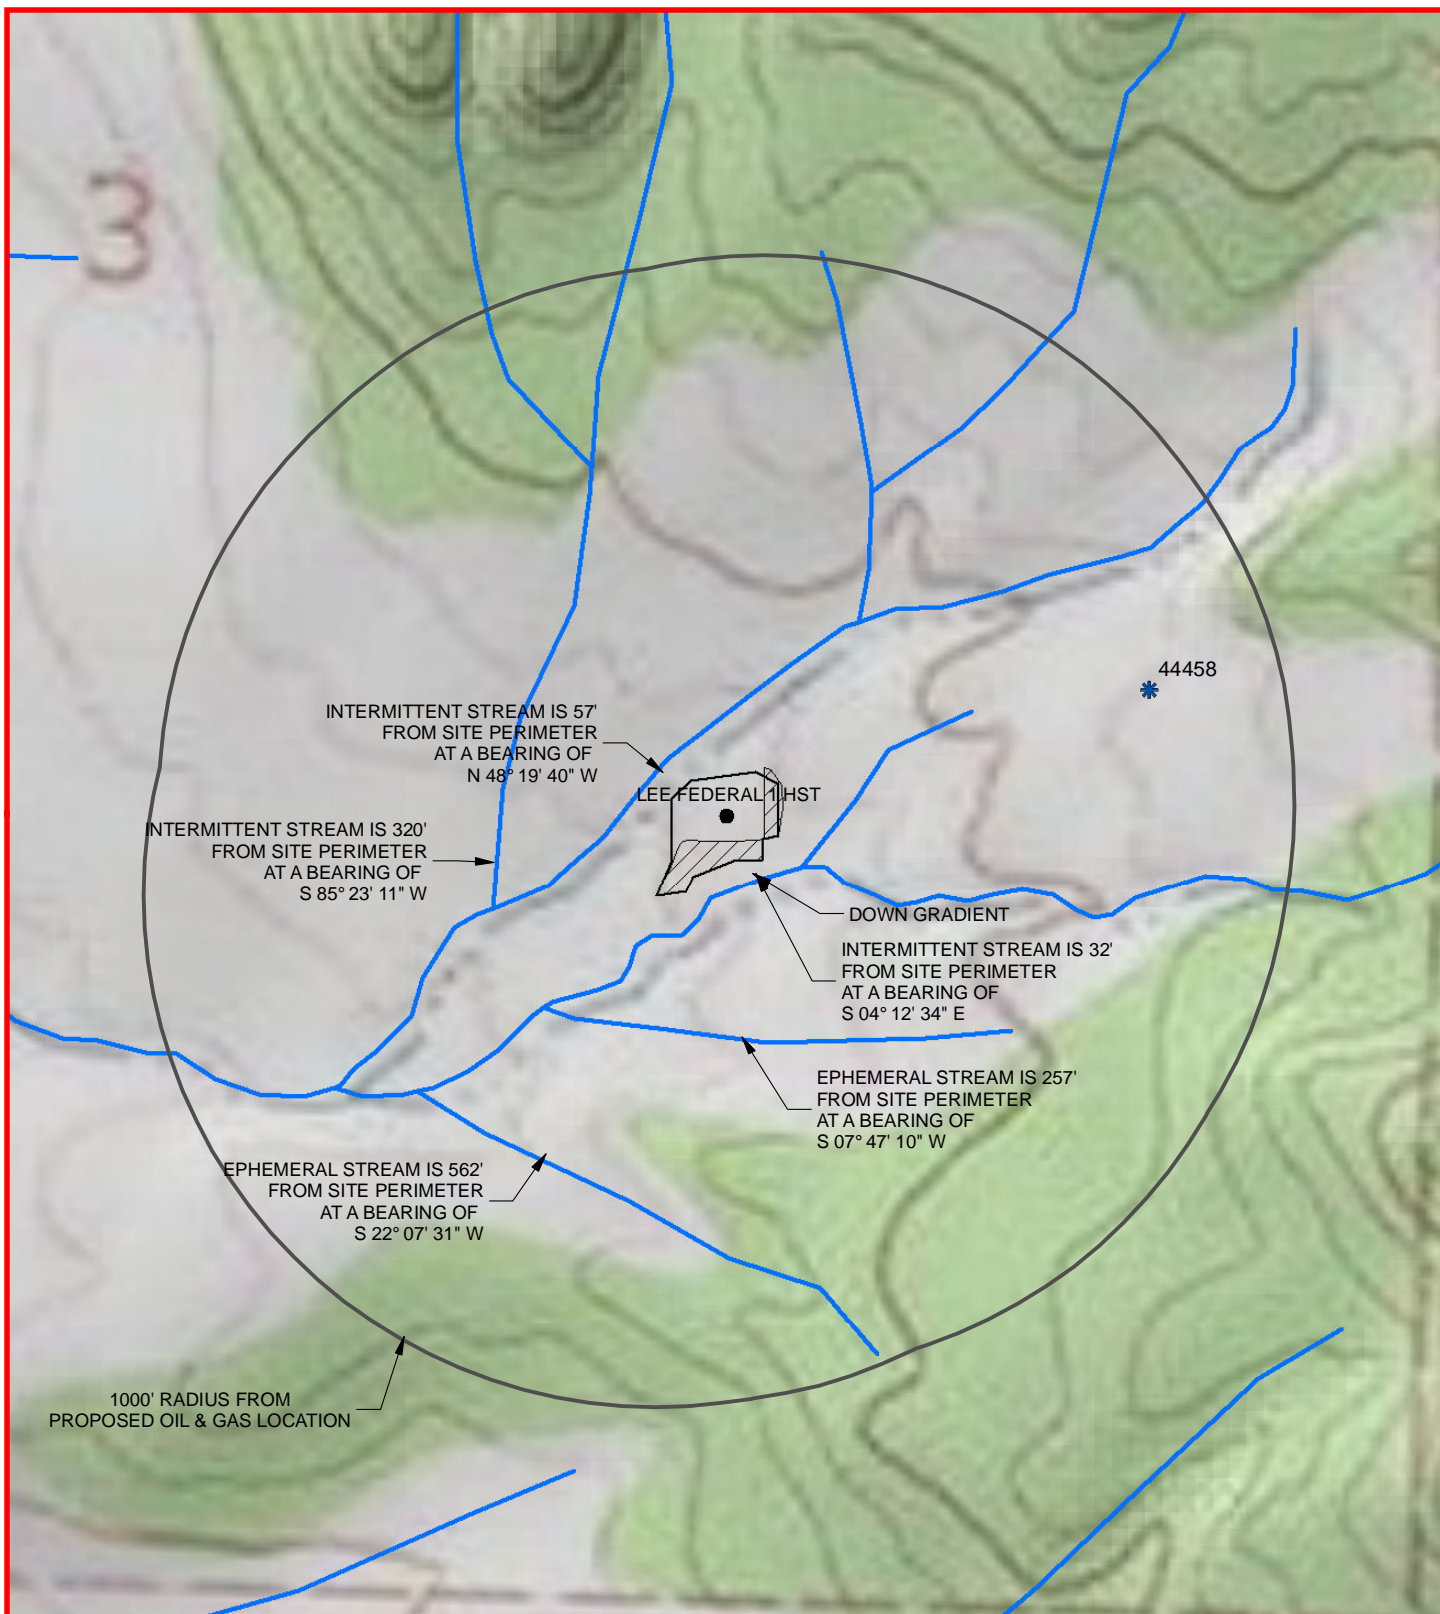 3
44458
INTERMITTENT STREAM IS 57'
FROM SITE PERIMETER
AT A BEARING OF
N 48° 19' 40" W
LEE FEDERAL 1 HST
INTERMITTENT STREAM IS 320'
FROM SITE PERIMETER
AT A BEARING OF
S 85° 23' 11" W
DOWN GRADIENT
INTERMITTENT STREAM IS 32'
FROM SITE PERIMETER
AT A BEARING OF
S 04° 12' 34" E
EPHEMERAL STREAM IS 257'
FROM SITE PERIMETER
AT A BEARING OF
S 07° 47' 10" W
EPHEMERAL STREAM IS 562'
FROM SITE PERIMETER
AT A BEARING OF
S 22° 07' 31" W
1000' RADIUS FROM
PROPOSED OIL & GAS LOCATION